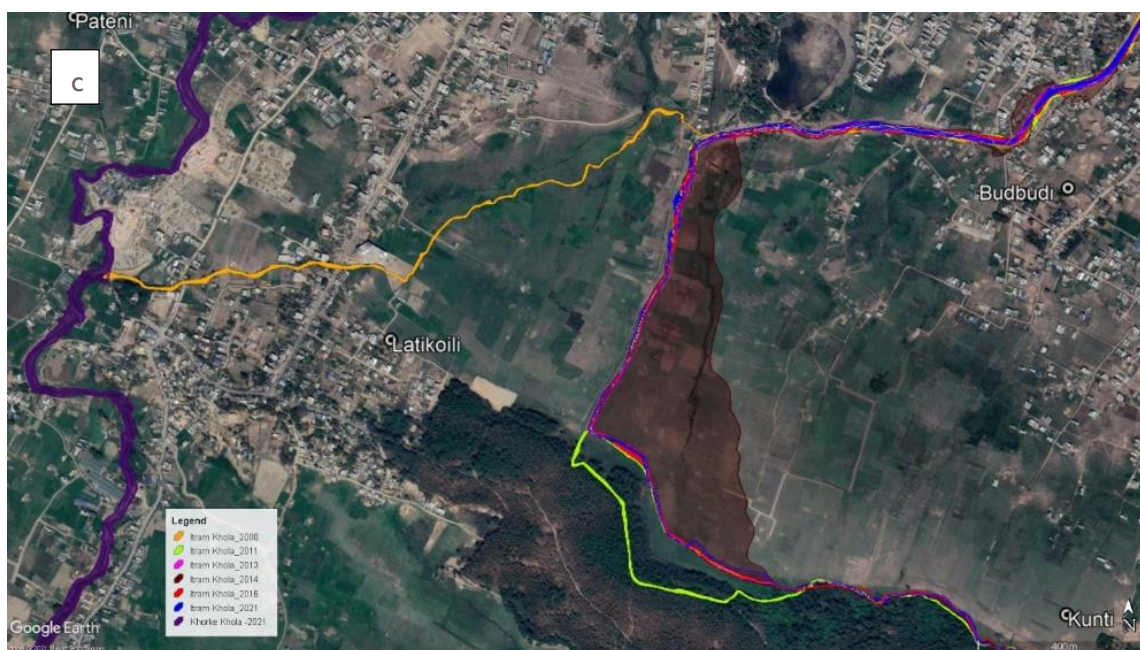 Pateni
C
Budbudi
Latikoili
Legend
Itram Khola_2008
Itram Khola_2011
Itram Khola_2013
Itram Khola_2014
Itram Khola_2016
Itram Khola_2021
Khorke Khola -2021
Google Earth
Kunti
N
400 m